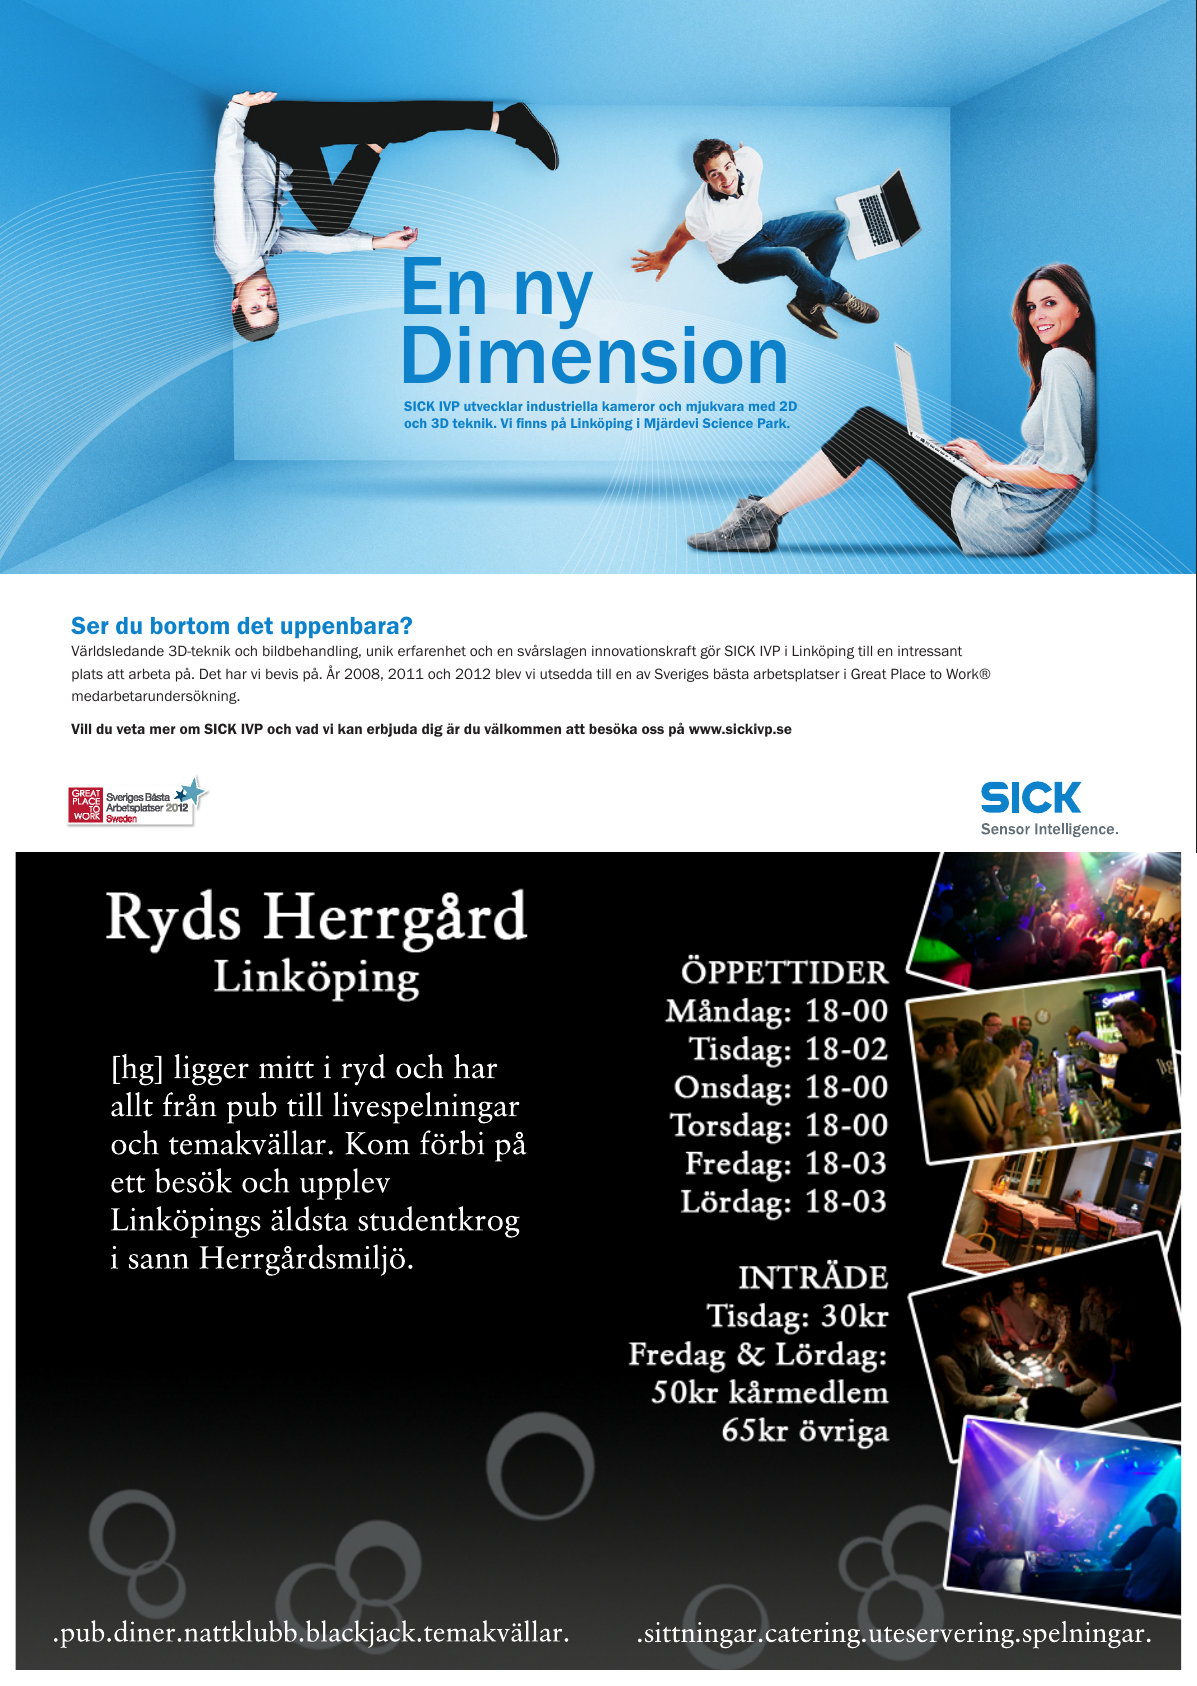 En ny
Dimension
SICK IVP utvecklar industriella kameror och mjukvara med 2D
och 3D teknik. Vi finns på Linköping i Mjärdevi Science Park.
Ser du bortom det uppenbara?
Världsledande 3D-teknik och bildbehandling, unik erfarenhet och en svårslagen innovationskraft gör SICK IVP i Linköping till en intressant
plats att arbeta på. Det har vi bevis på. År 2008, 2011 och 2012 blev vi utsedda till en av Sveriges bästa arbetsplatser i Great Place to Work®
medarbetarundersökning.
Vill du veta mer om SICK IVP och vad vi kan erbjuda dig är du välkommen att besöka oss på www.sickivp.se
GREAT
PLACE
TO
WORK
Sveriges Bästa
Arbetsplatser 2012
Sweden
SICK
Sensor Intelligence.
Ryds Herrgård
Linköping
[hg] ligger mitt i ryd och har
allt från pub till livespelningar
och temakvällar. Kom förbi på
ett besök och upplev
Linköpings äldsta studentkrog
i sann Herrgårdsmiljö.
ÖPPETTIDER
Måndag: 18-00
Tisdag: 18-02
Onsdag: 18-00
Torsdag: 18-00
Fredag: 18-03
Lördag: 18-03
INTRÄDE
Tisdag: 30kr
Fredag & Lördag:
50kr kårmedlem
65kr övriga
.pub.diner.nattklubb.blackjack.temakvällar.
.sittningar.catering.uteservering.spelningar.